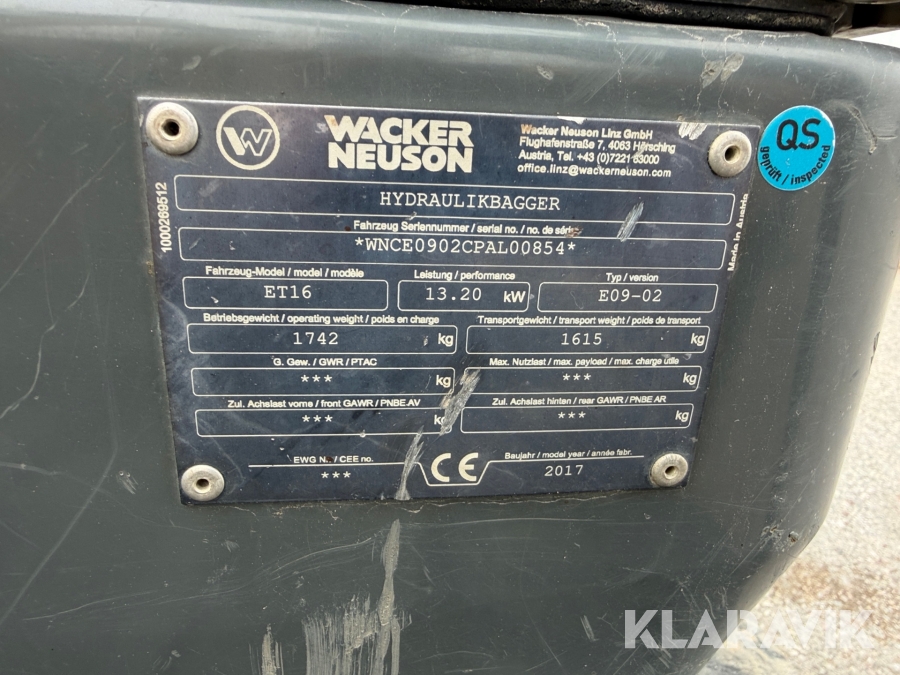 WACKER
NEUSON
Wacker Neuson Linz GmbH
Flughafenstraße 7, 4063 Hörsching
Austria, Tel. +43 (0)7221 63000
office.linz@wackerneuson.com
QS
geprüft / inspected
1000269512
Made in Austria
HYDRAULIKBAGGER
Fahrzeug Seriennummer / serial no. / no. de série
*WNCE0902CPAL00854*
Fahrzeug-Model / model / modèle Leistung / performance Typ / version
ET16 13.20 kW E09-02
Betriebsgewicht / operating weight / poids en charge Transportgewicht / transport weight / poids de transport
1742 kg 1615 kg
G. Gew. / GWR / PTAC Max. Nutzlast / max. payload / max. charge utile
*** kg *** kg
Zul. Achslast vorne / front GAWR / PNBE AV Zul. Achslast hinten / rear GAWR / PNBE AR
*** kg *** kg
EWG Nr. / CEE no. CE Baujahr / model year / année fabr.
*** 2017
KLARAVIK